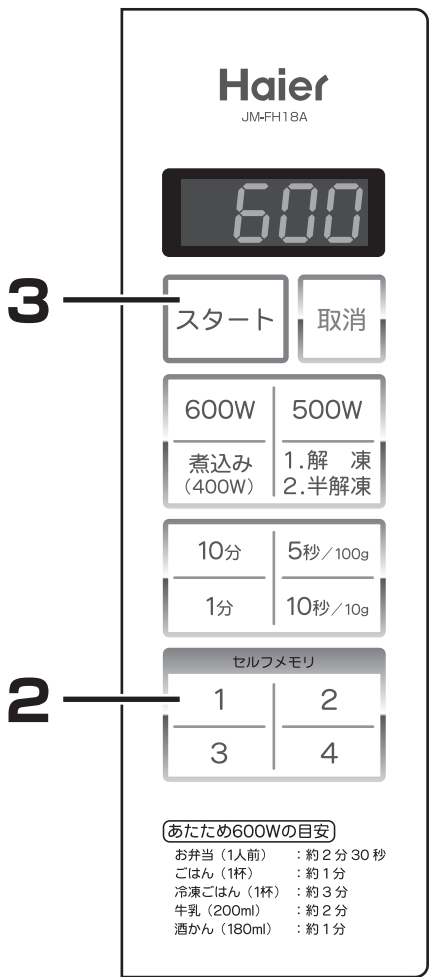 Haier
JM-FH18A
600
3
スタート 取消
600W 500W
煮込み
(400W)
1.解 凍
2.半解凍
10分 5秒/100g
1分 10秒/10g
セルフメモリ
2
1 2
3 4
あたため600Wの目安
お弁当（1人前） ：約2分30秒
ごはん（1杯） ：約1分
冷凍ごはん（1杯） ：約3分
牛乳（200ml） ：約2分
酒かん（180ml） ：約1分